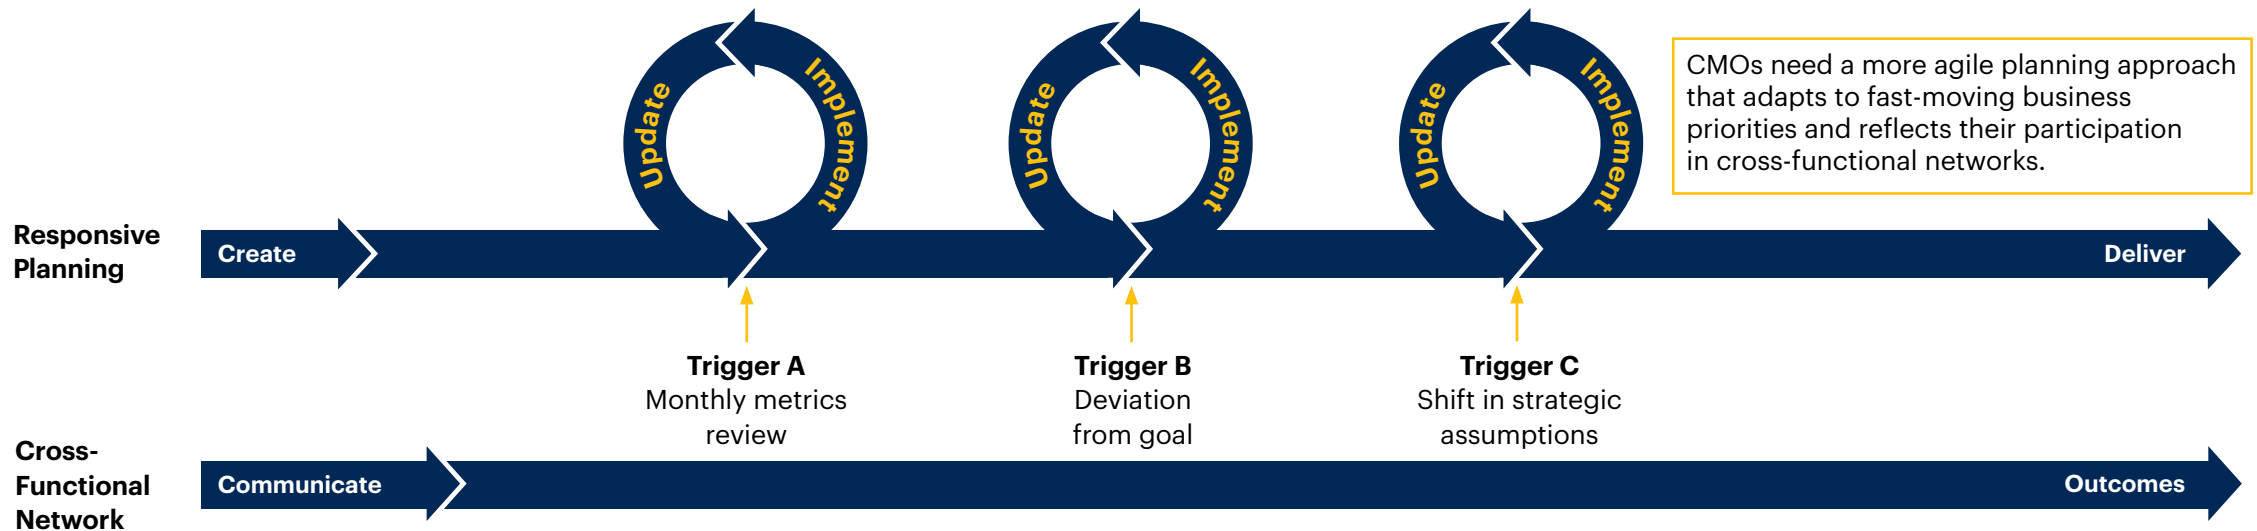 Update
Implement
Update
Implement
Update
Implement
CMOs need a more agile planning approach
that adapts to fast-moving business
priorities and reflects their participation
in cross-functional networks.
Responsive
Planning
Create
Deliver
Trigger A
Monthly metrics
review
Trigger B
Deviation
from goal
Trigger C
Shift in strategic
assumptions
Cross-
Functional
Network
Communicate
Outcomes